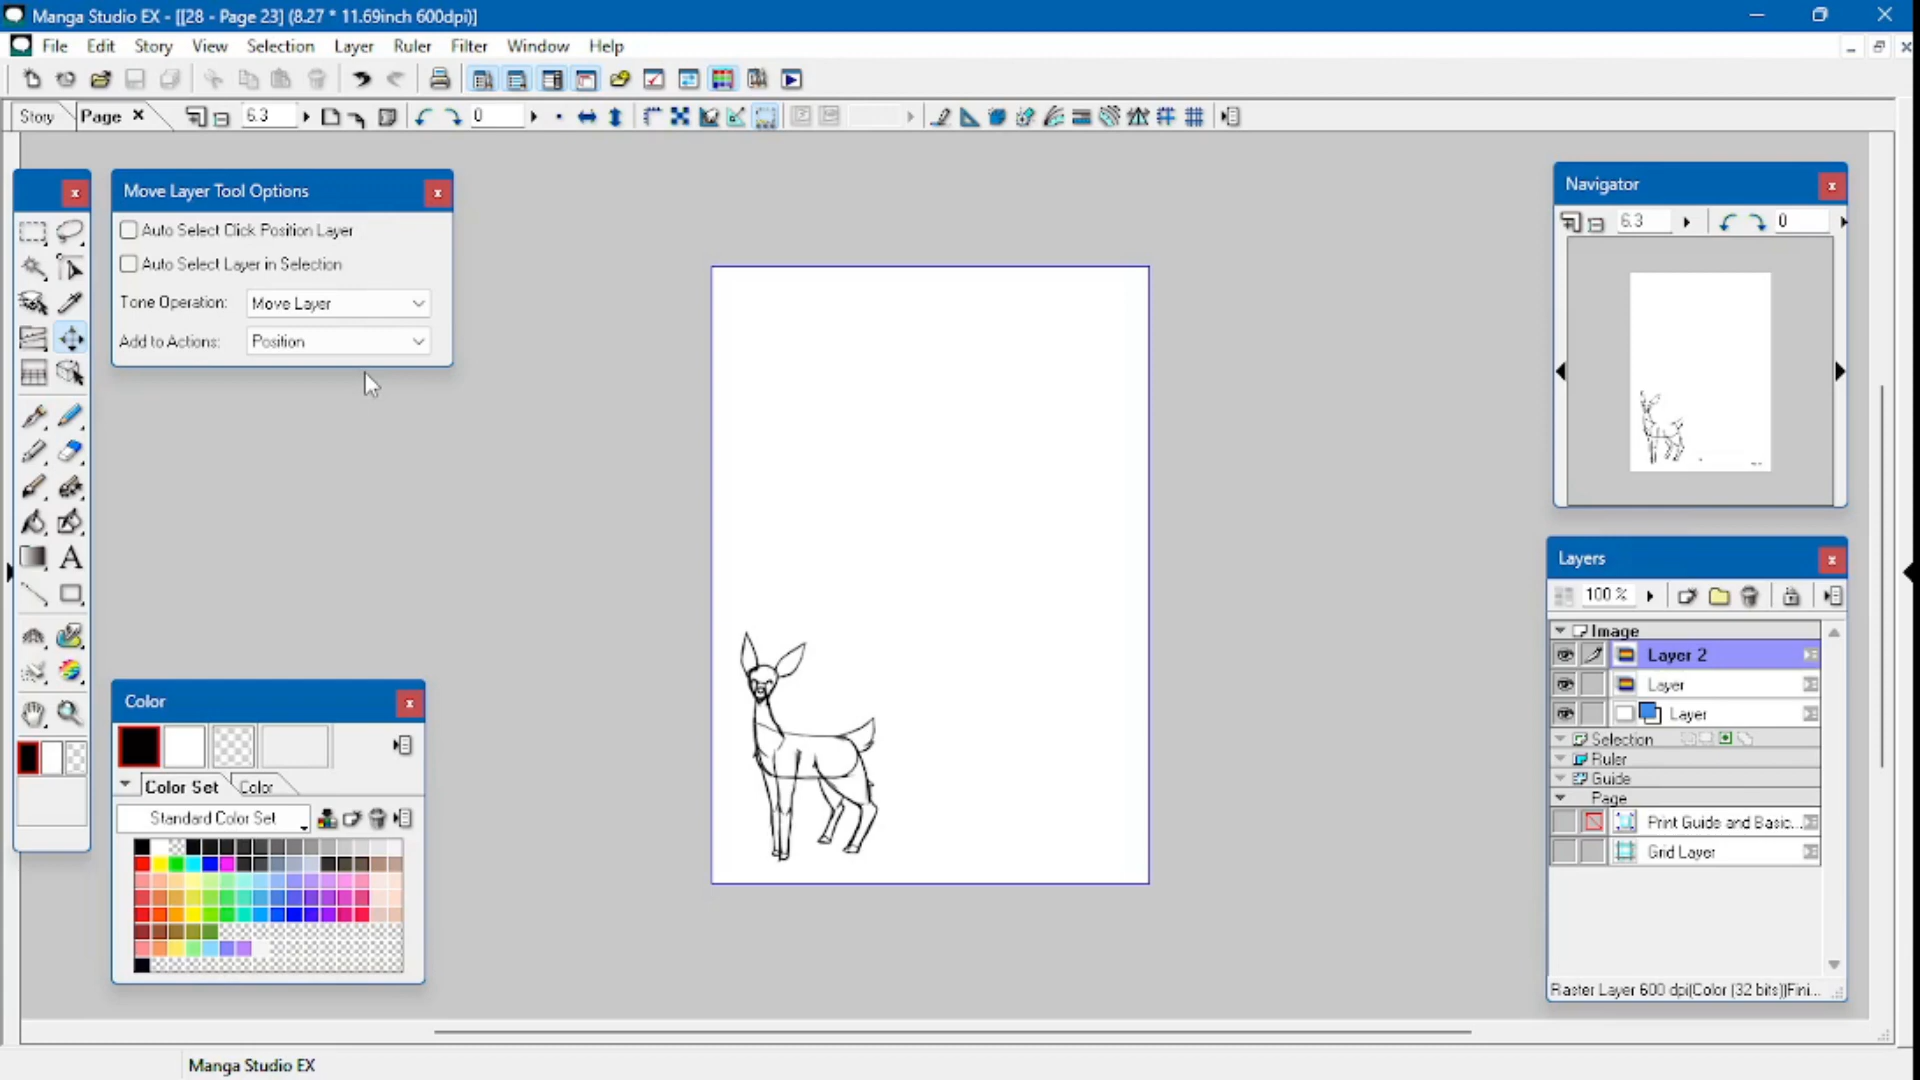 Manga Studio EX - [[28 - Page 23] (8.27 * 11.69inch 600dpi)]
File Edit Story View Selection Layer Ruler Filter Window Help
Story Page 6.3 0
Move Layer Tool Options
Auto Select Click Position Layer
Auto Select Layer in Selection
Tone Operation: Move Layer
Add to Actions: Position
Navigator
6.3 0
Layers
100 %
Image
Layer 2
Layer
Layer
Selection
Ruler
Guide
Page
Print Guide and Basic...
Grid Layer
Raster Layer 600 dpi(Color (32 bits))Fini...
A
Color
Color Set Color
Standard Color Set
Manga Studio EX